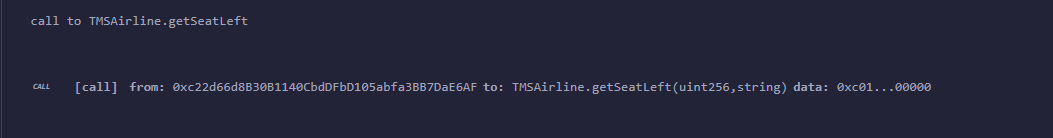 call to TMSAirline.getSeatLeft
CALL [call] from: 0xc22d66d8B30B1140CbdDFbD105abfa3BB7DaE6AF to: TMSAirline.getSeatLeft(uint256,string) data: 0xc01...00000